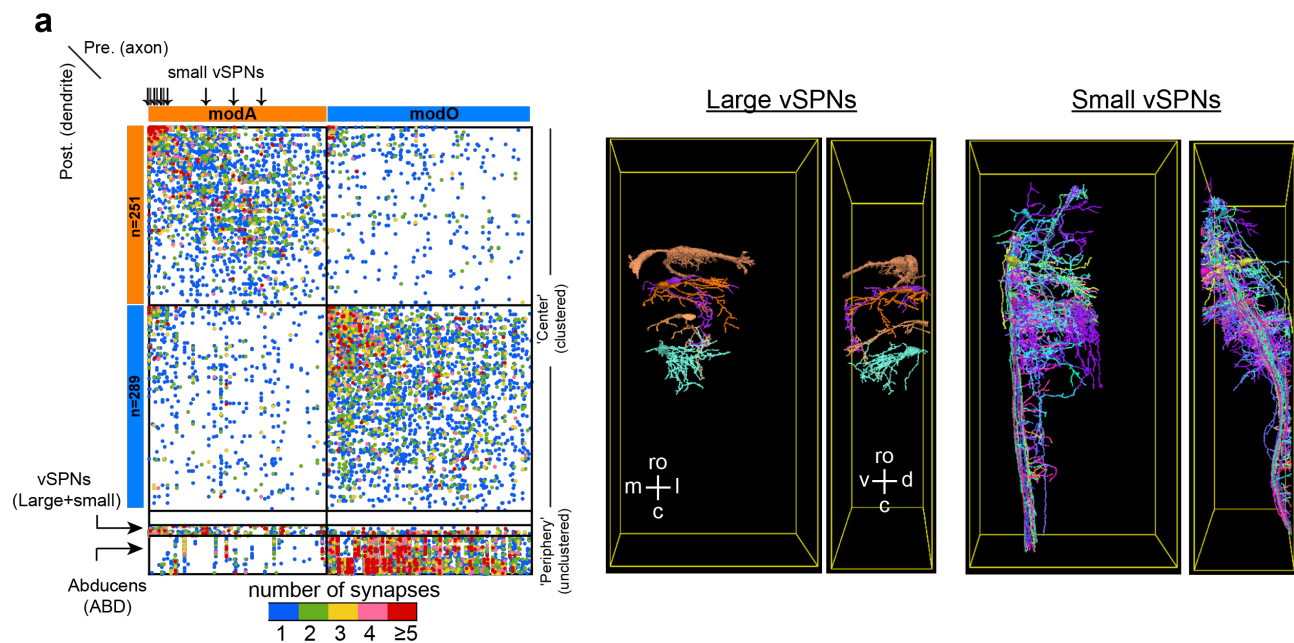 a
Pre. (axon)
Post. (dendrite)
small vSPNs
modA
modO
n=251
n=289
'Center'
(clustered)
'Periphery'
(unclustered)
vSPNs
(Large+small)
Abducens
(ABD)
number of synapses
1 2 3 4 ≥5
Large vSPNs
ro
m l
c
ro
v d
c
Small vSPNs